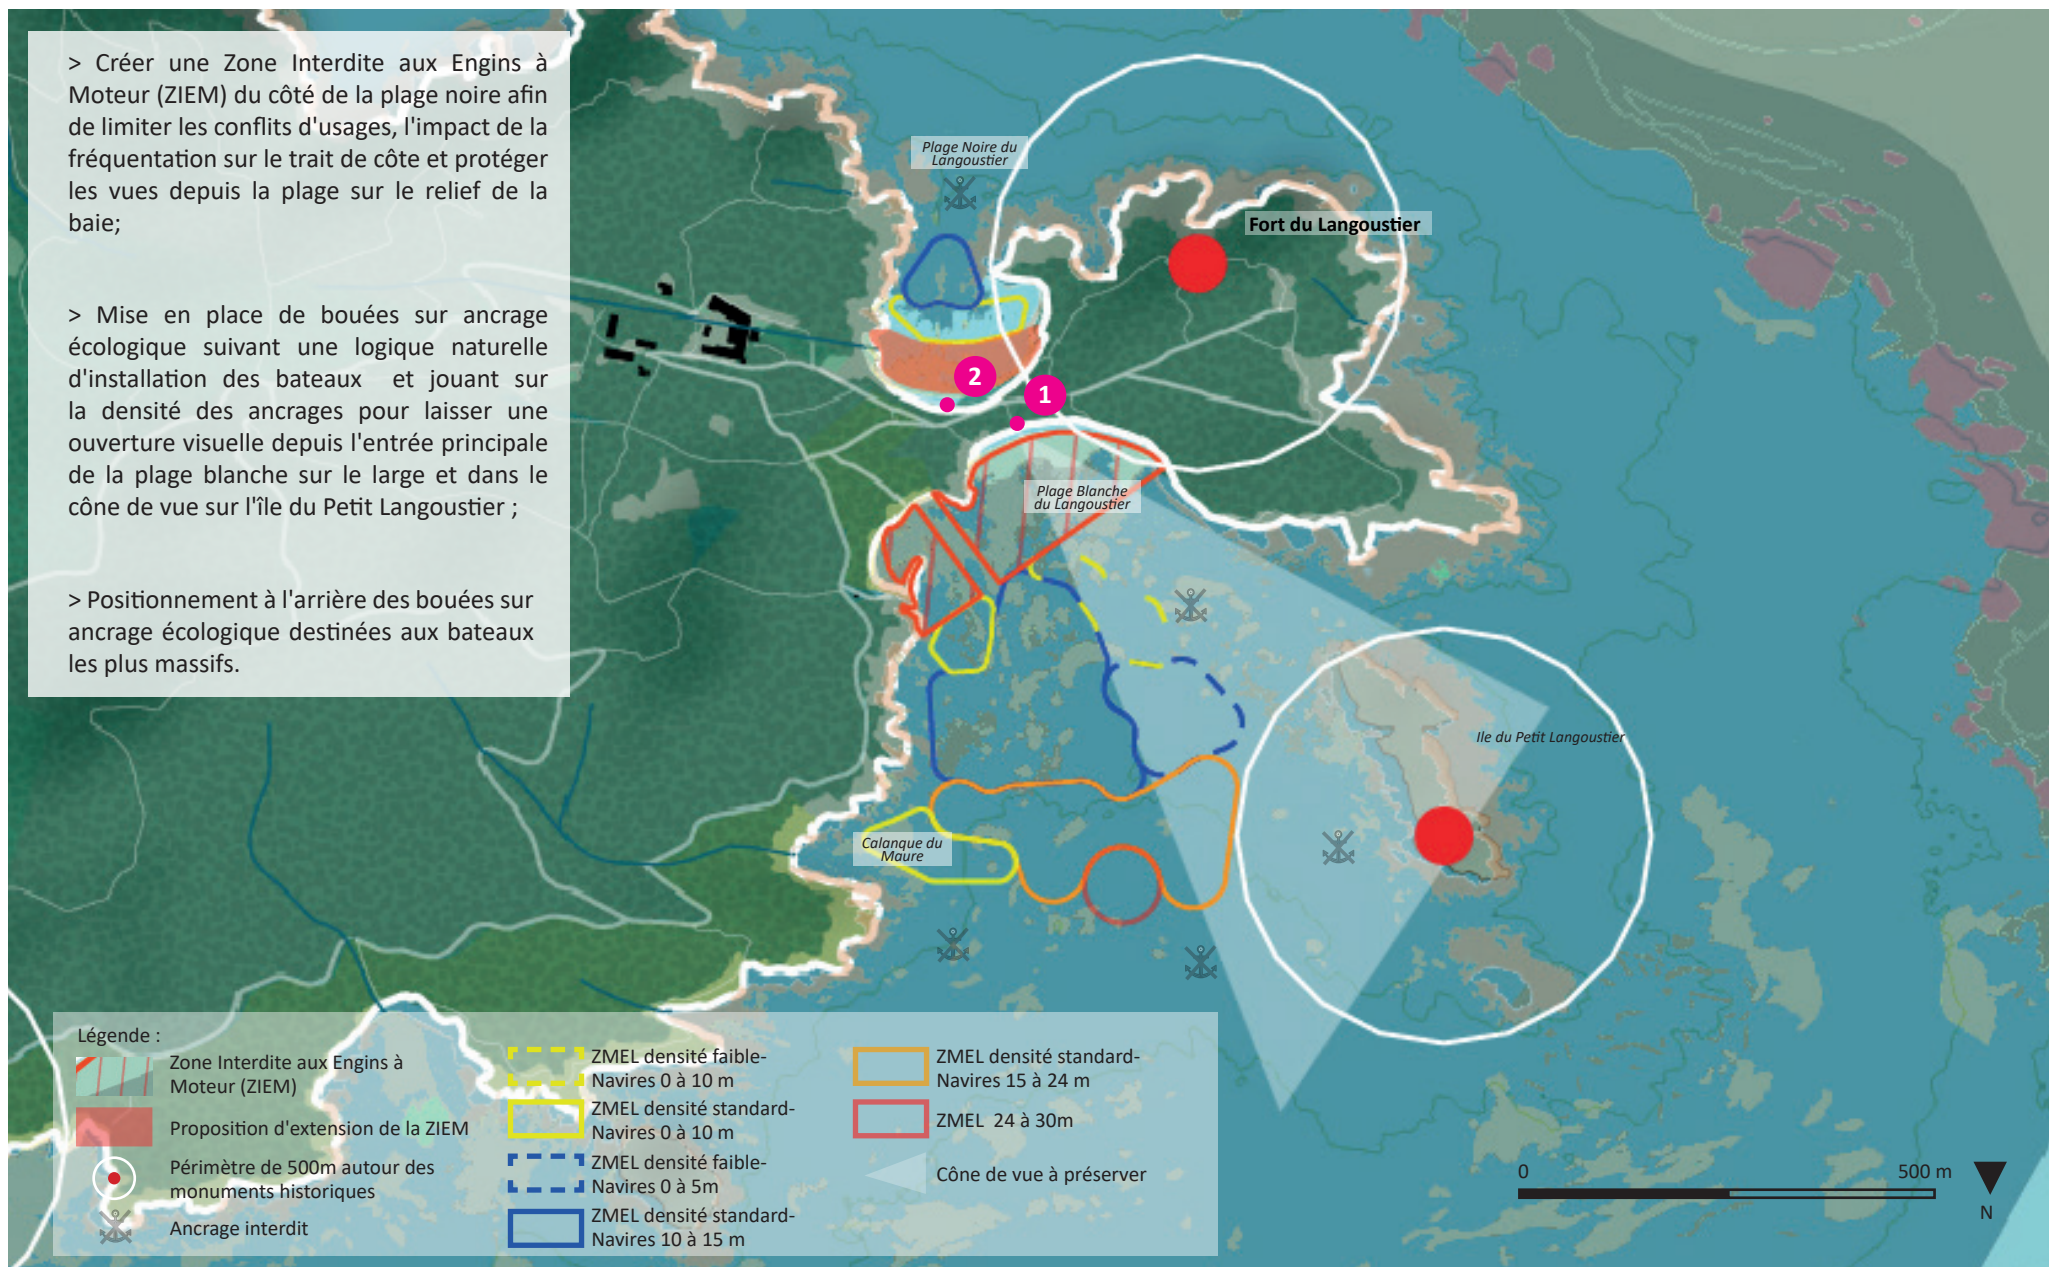 > Créer une Zone Interdite aux Engins à
Moteur (ZIEM) du côté de la plage noire afin
de limiter les conflits d'usages, l'impact de la
fréquentation sur le trait de côte et protéger
les vues depuis la plage sur le relief de la
baie;
> Mise en place de bouées sur ancrage
écologique suivant une logique naturelle
d'installation des bateaux et jouant sur
la densité des ancrages pour laisser une
ouverture visuelle depuis l'entrée principale
de la plage blanche sur le large et dans le
cône de vue sur l'île du Petit Langoustier ;
> Positionnement à l'arrière des bouées sur
ancrage écologique destinées aux bateaux
les plus massifs.
Plage Noire du
Langoustier
Fort du Langoustier
2
1
Plage Blanche
du Langoustier
Ile du Petit Langoustier
Calanque du
Maure
Légende :
Zone Interdite aux Engins à
Moteur (ZIEM)
Proposition d'extension de la ZIEM
Périmètre de 500m autour des
monuments historiques
Ancrage interdit
ZMEL densité faible-
Navires 0 à 10 m
ZMEL densité standard-
Navires 0 à 10 m
ZMEL densité faible-
Navires 0 à 5m
ZMEL densité standard-
Navires 10 à 15 m
ZMEL densité standard-
Navires 15 à 24 m
ZMEL 24 à 30m
Cône de vue à préserver
0
500 m
N